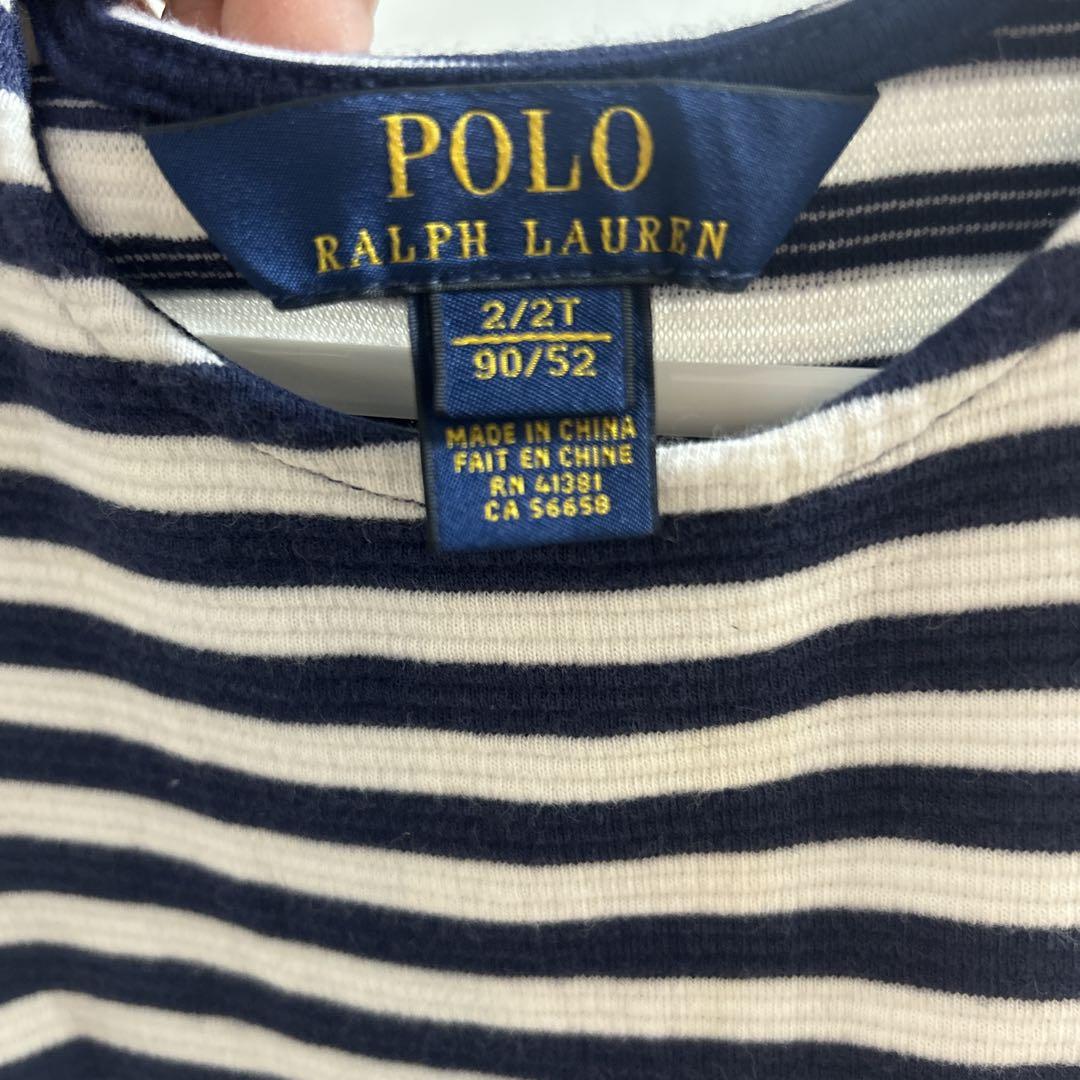 POLO
RALPH LAUREN
2/2T
90/52
MADE IN CHINA
FAIT EN CHINE
RN 41381
CA 56658